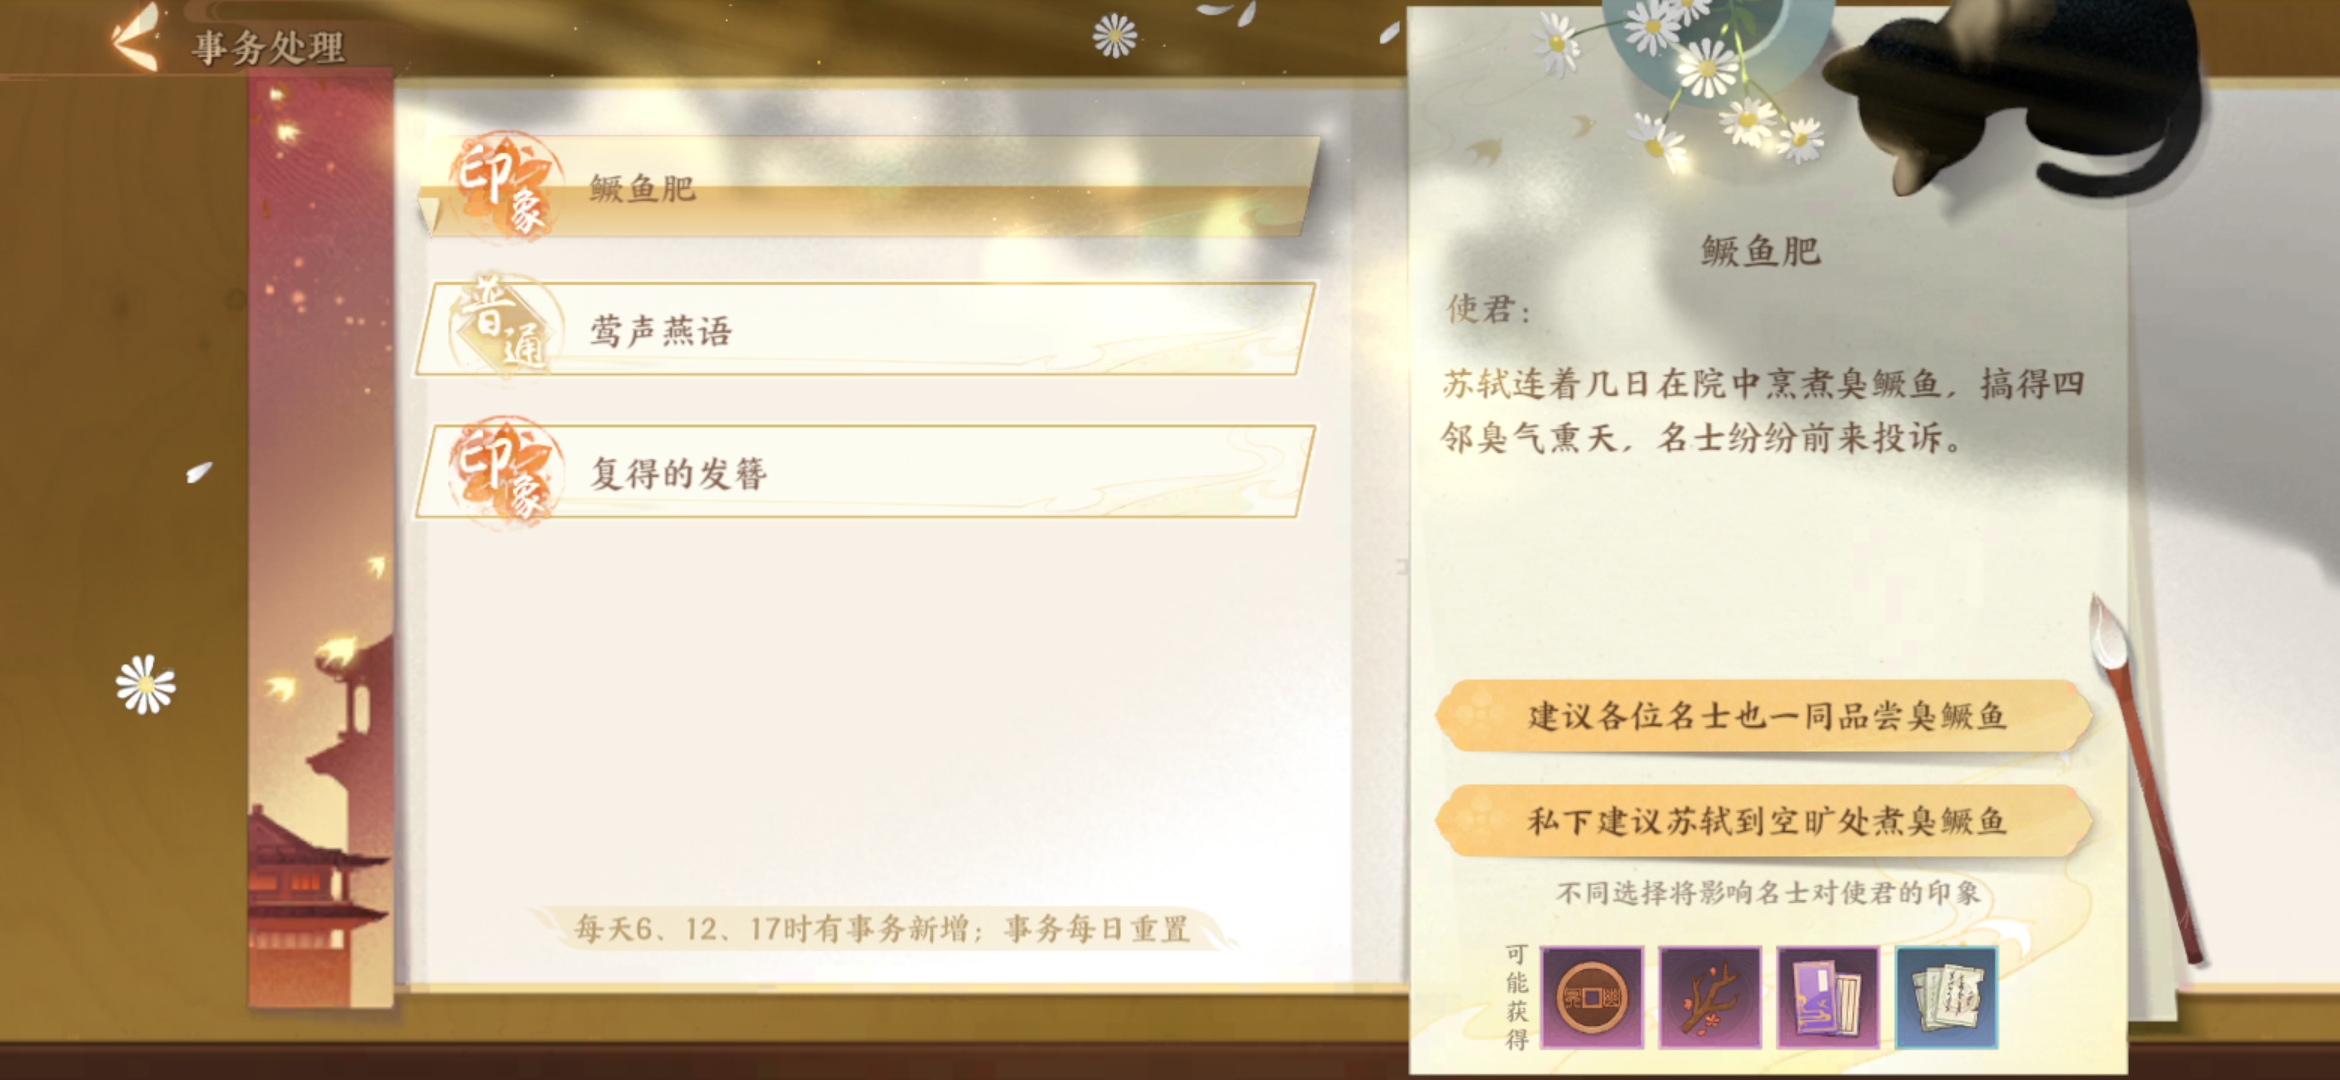 事务处理
印象
鳜鱼肥
普通
莺声燕语
印象
复得的发簪
每天6、12、17时有事务新增；事务每日重置
鳜鱼肥
使君：
苏轼连着几日在院中烹煮臭鳜鱼，搞得四
邻臭气熏天，名士纷纷前来投诉。
建议各位名士也一同品尝臭鳜鱼
私下建议苏轼到空旷处煮臭鳜鱼
不同选择将影响名士对使君的印象
可能获得